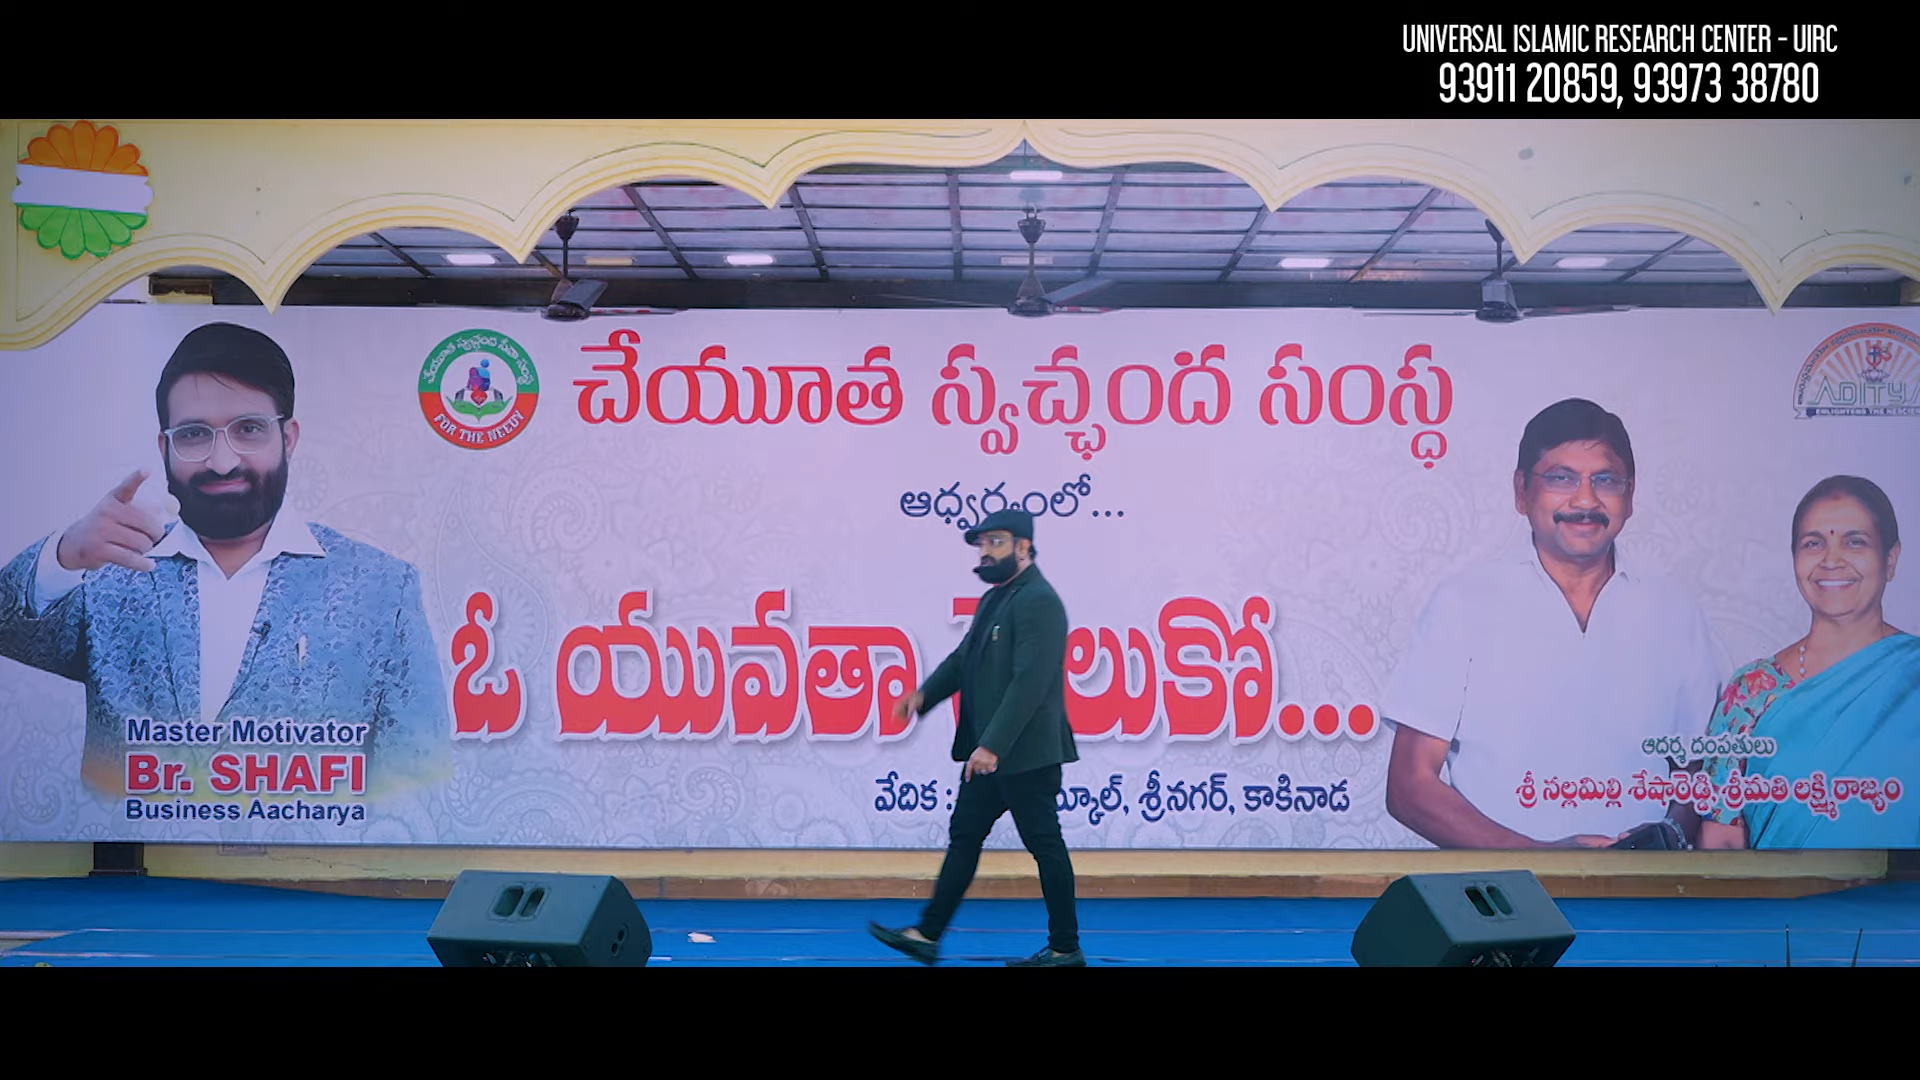 UNIVERSAL ISLAMIC RESEARCH CENTER - UIRC
93911 20859, 93973 38780
చేయూత స్వచ్ఛంద సేవా సంస్థ
FOR THE NEEDY
చేయూత స్వచ్ఛంద సంస్థ
ఆధ్వర్యంలో...
ఓ యువతా లుకో...
వేదిక : శ్రీనగర్, కాకినాడ
Master Motivator
Br. SHAFI
Business Aacharya
ADITYA
ఆదర్శ దంపతులు
శ్రీ నల్లమిల్లి శేషారెడ్డి, శ్రీమతి లక్ష్మి రాజ్యం